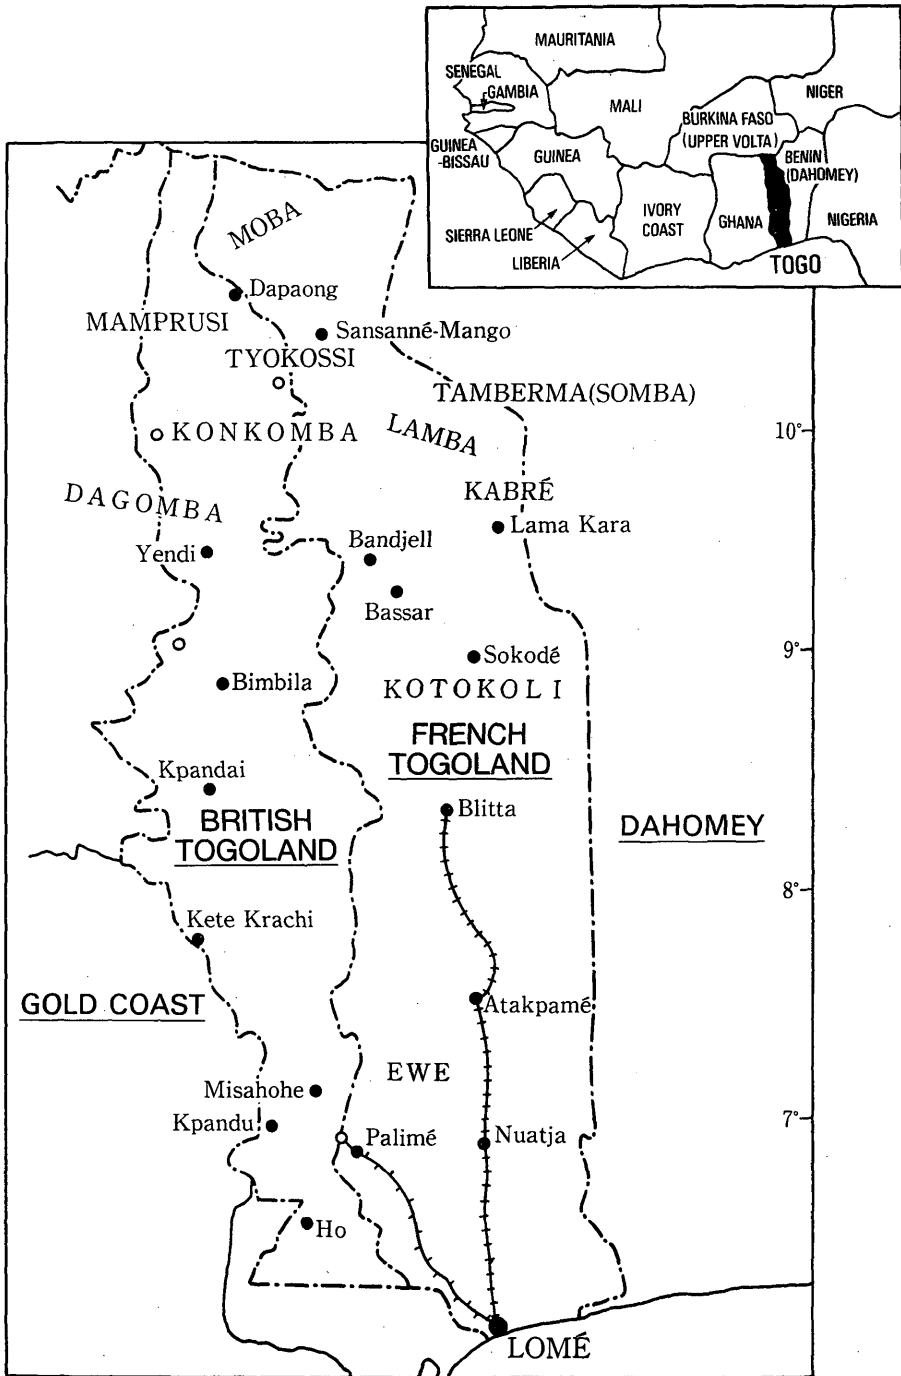 MAURITANIA
SENEGAL
GAMBIA
MALI
NIGER
BURKINA FASO
(UPPER VOLTA)
GUINEA
-BISSAU
GUINEA
BENIN
(DAHOMEY)
IVORY
COAST
GHANA
NIGERIA
SIERRA LEONE
LIBERIA
TOGO
MOBA
Dapaong
MAMPRUSI
Sansanné-Mango
TYOKOSSI
TAMBERMA(SOMBA)
KONKOMBA
LAMBA
10°
DAGOMBA
KABRÉ
Lama Kara
Yendi
Bandjell
Bassar
Sokodé
9°
Bimbila
KOTOKOLI
FRENCH
TOGOLAND
Kpandai
Blitta
BRITISH
TOGOLAND
DAHOMEY
8°
Kete Krachi
GOLD COAST
Atakpamé
EWE
Misahohe
Kpandu
7°
Palimé
Nuatja
Ho
LOMÉ